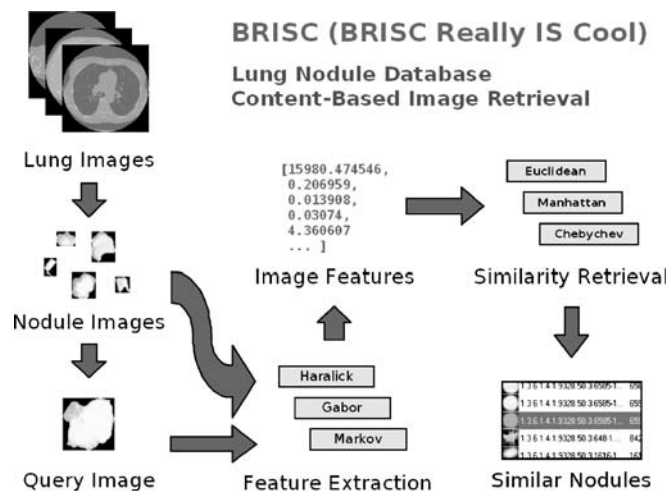 BRISC (BRISC Really IS Cool)
Lung Nodule Database
Content-Based Image Retrieval
Lung Images
[15980.474546,
0.206959,
0.013908,
0.03074,
4.360607
... ]
Euclidean
Manhattan
Chebychev
Nodule Images
Image Features
Similarity Retrieval
Haralick
Gabor
Markov
Query Image
Feature Extraction
Similar Nodules